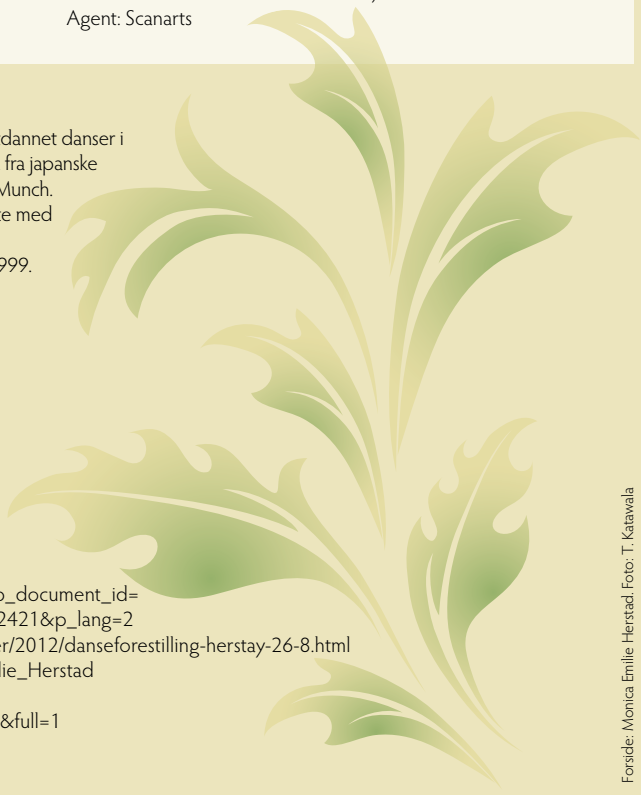 Agent: Scanarts
dannet danser i
fra japanske
Munch.
te med
999.
p_document_id=
2421&p_lang=2
er/2012/danseforestilling-herstay-26-8.html
lie_Herstad
&full=1
Forside: Monica Emilie Herstad. Foto: T. Katawala